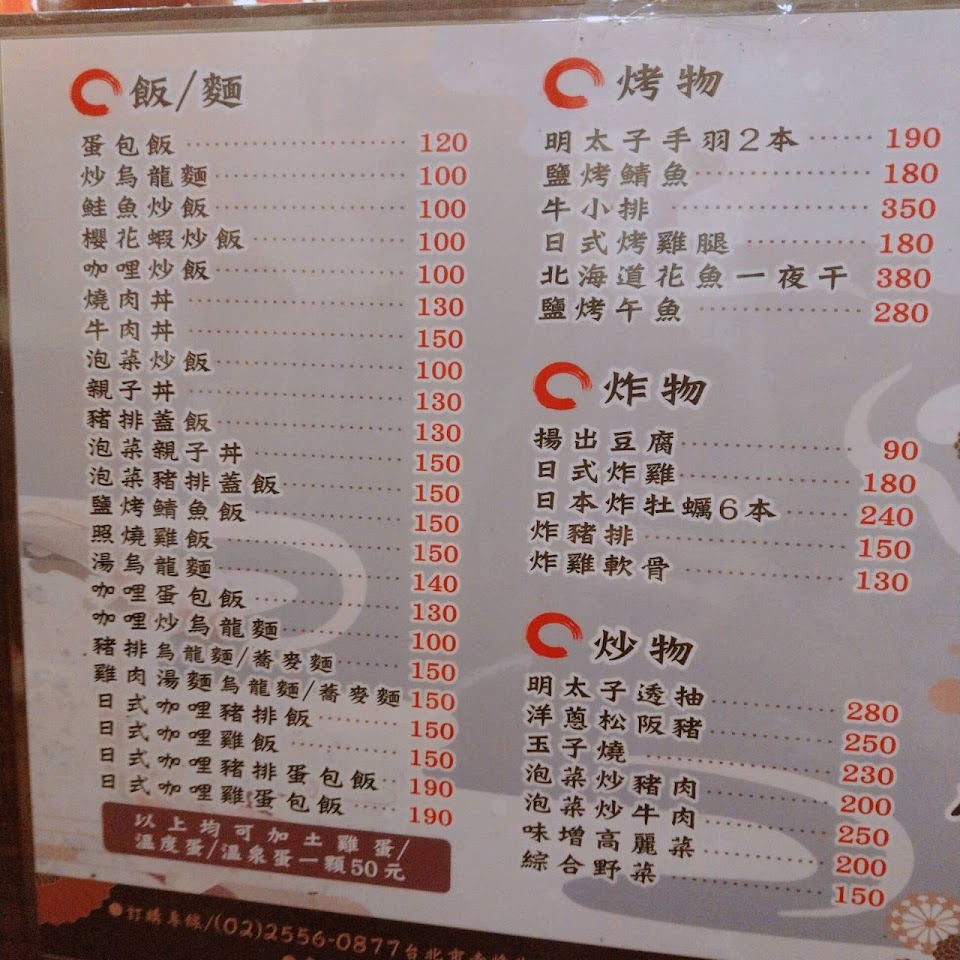 飯/麵
蛋包飯 120
炒烏龍麵 100
鮭魚炒飯 100
櫻花蝦炒飯 100
咖哩炒飯 100
燒肉丼 130
牛肉丼 150
泡菜炒飯 100
親子丼 130
豬排蓋飯 130
泡菜親子丼 150
泡菜豬排蓋飯 150
鹽烤鯖魚飯 150
照燒雞飯 150
湯烏龍麵 140
咖哩蛋包飯 130
咖哩炒烏龍麵 100
豬排烏龍麵/蕎麥麵 150
雞肉湯麵烏龍麵/蕎麥麵 150
日式咖哩豬排飯 150
日式咖哩雞飯 150
日式咖哩豬排蛋包飯 190
日式咖哩雞蛋包飯 190
以上均可加土雞蛋/
溫度蛋/溫泉蛋一顆50元
烤物
明太子手羽2本 190
鹽烤鯖魚 180
牛小排 350
日式烤雞腿 180
北海道花魚一夜干 380
鹽烤午魚 280
炸物
揚出豆腐 90
日式炸雞 180
日本炸牡蠣6本 240
炸豬排 150
炸雞軟骨 130
炒物
明太子透抽 280
洋蔥松阪豬 250
玉子燒 230
泡菜炒豬肉 200
泡菜炒牛肉 250
味增高麗菜 200
綜合野菜 150
●訂購專線/(02)2556-0877台北市